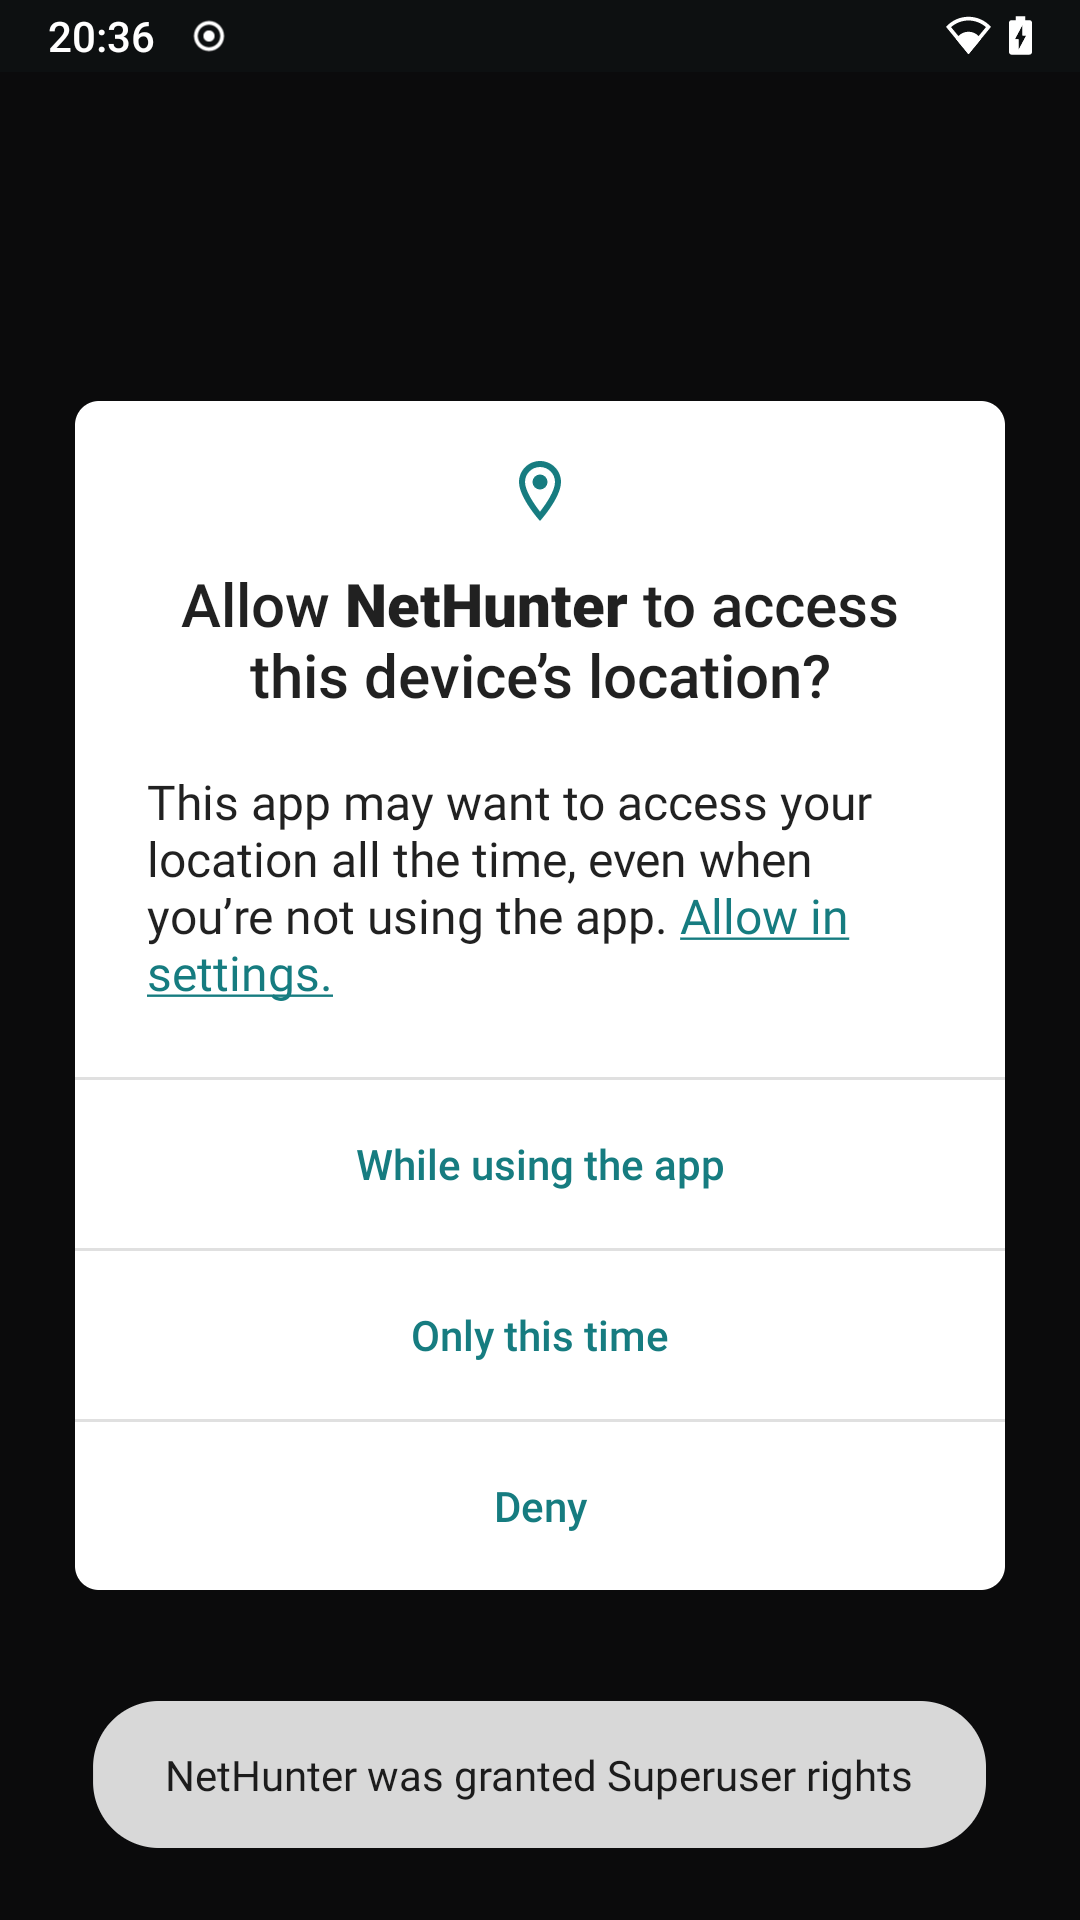 20:36
Allow NetHunter to access
this device’s location?
This app may want to access your
location all the time, even when
you’re not using the app. Allow in
settings.
While using the app
Only this time
Deny
NetHunter was granted Superuser rights